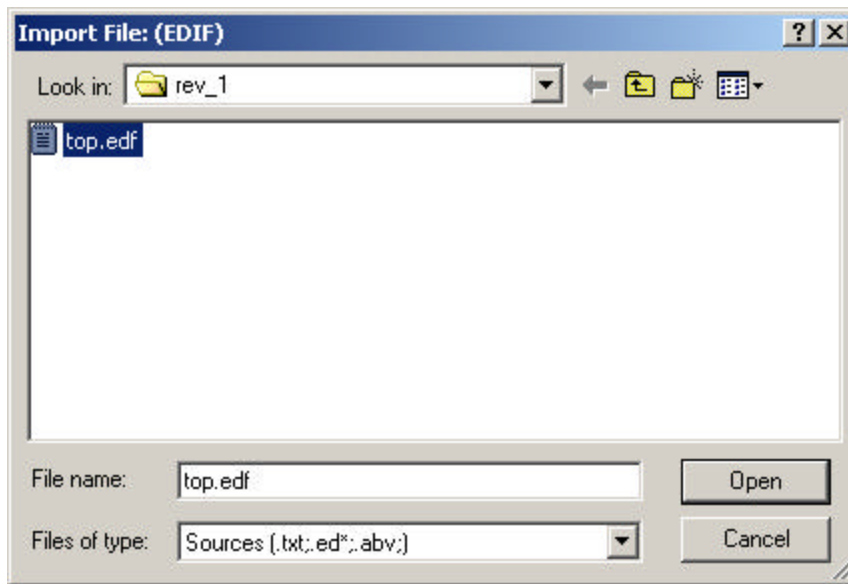 Import File: (EDIF)
Look in: rev_1
top.edf
File name: top.edf Open
Files of type: Sources (.txt;.ed*;.abv;) Cancel